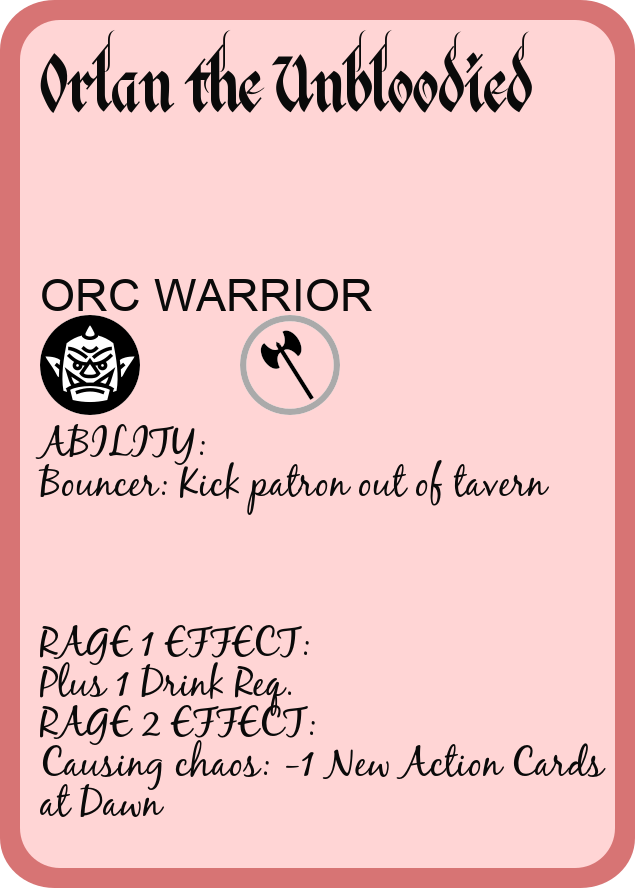 Orlan the Unbloodied
ORC WARRIOR
ABILITY:
Bouncer: Kick patron out of tavern
RAGE 1 EFFECT:
Plus 1 Drink Req.
RAGE 2 EFFECT:
Causing chaos: -1 New Action Cards
at Dawn